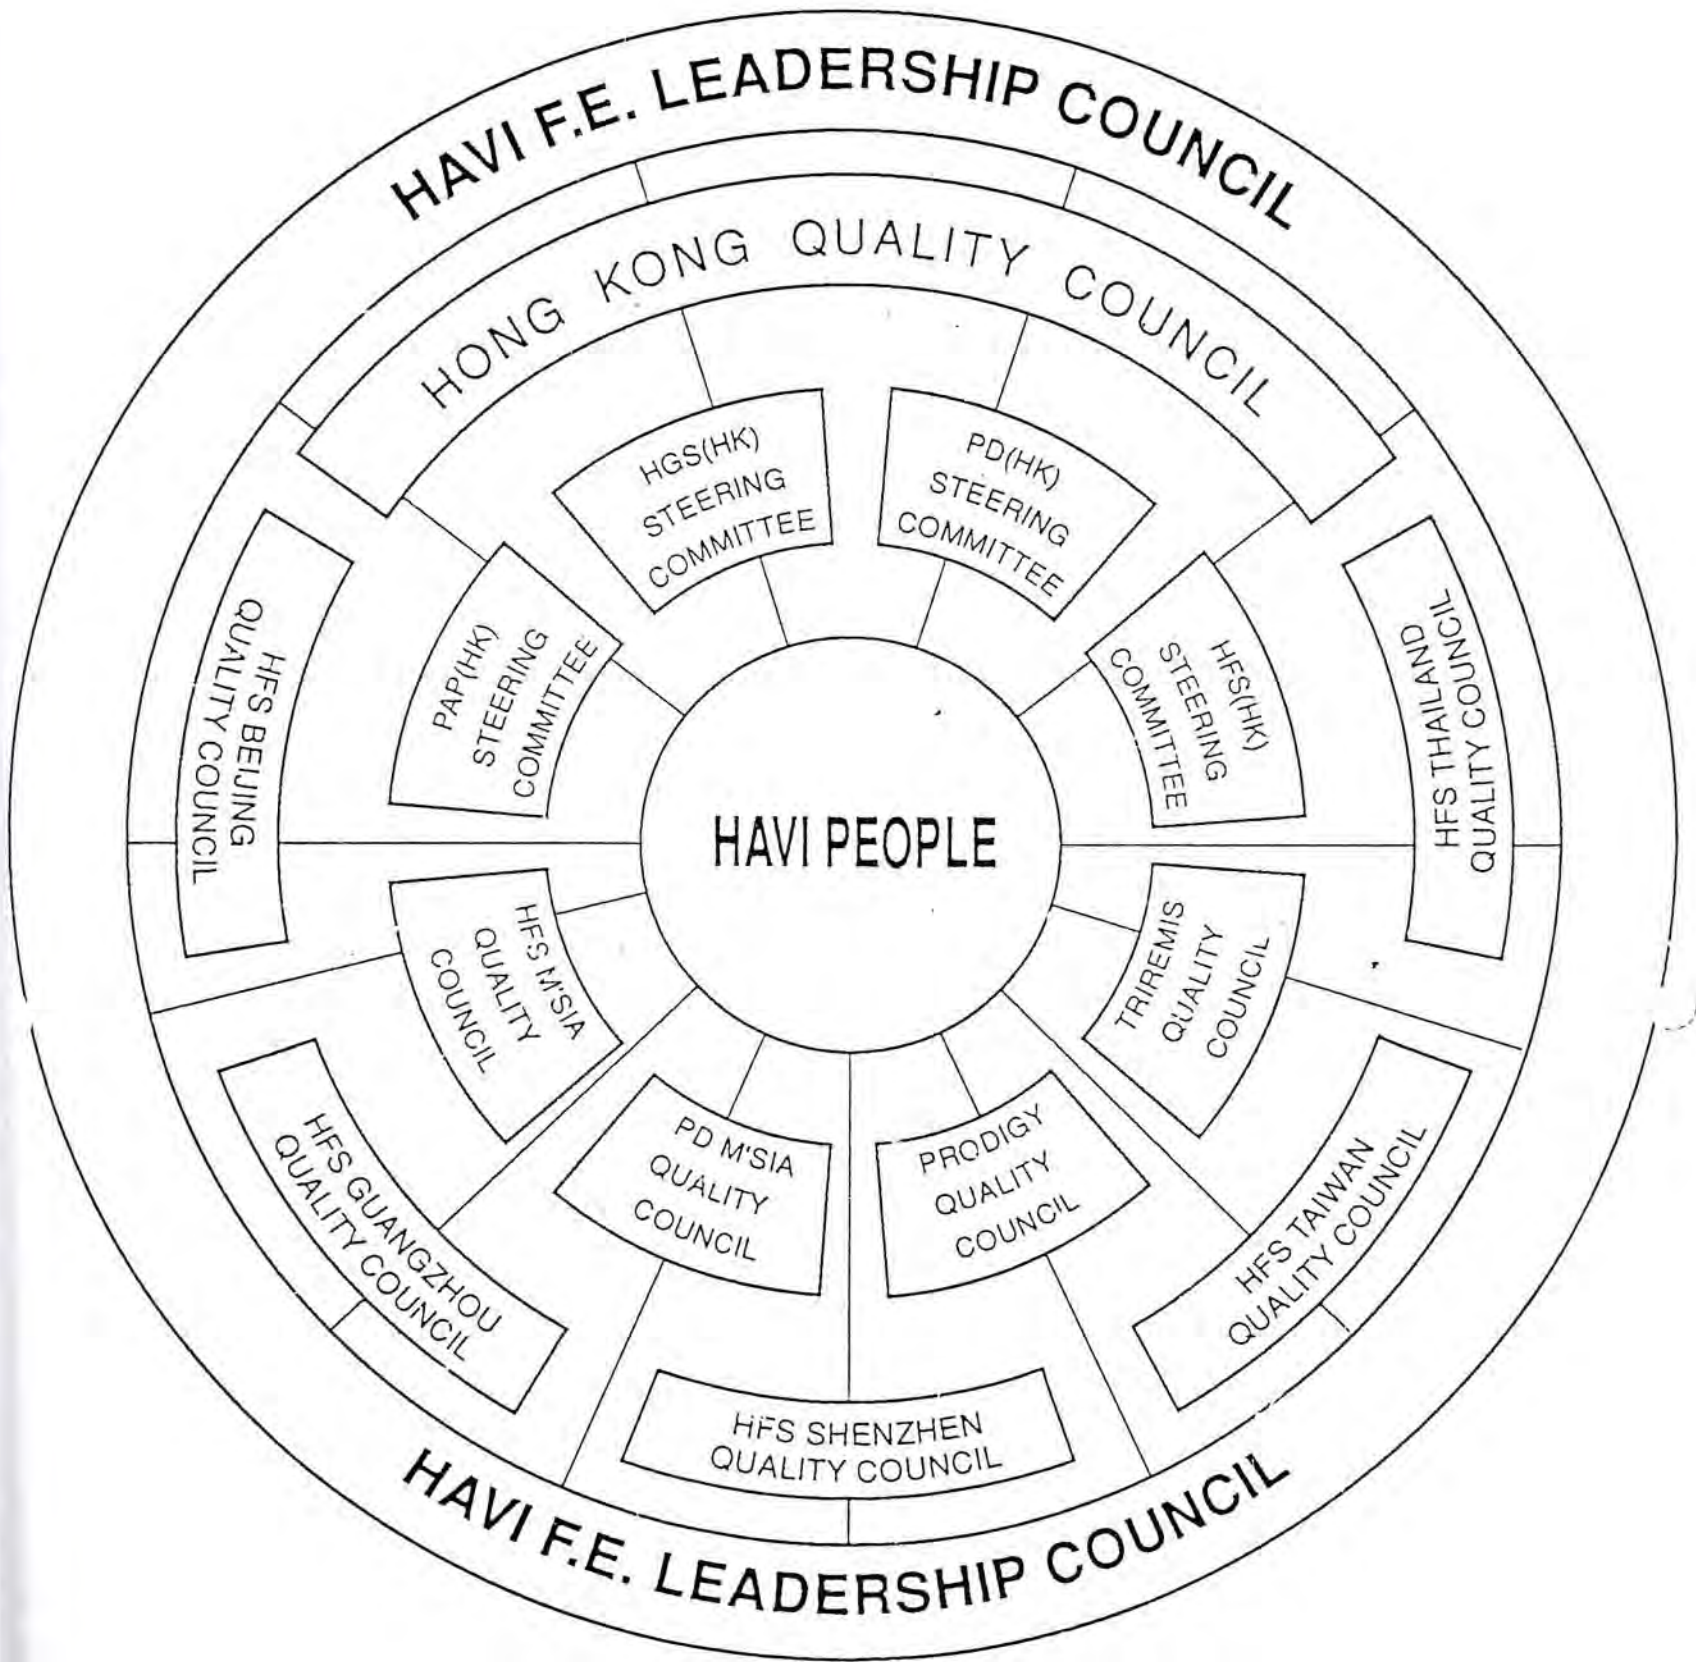 HAVI F.E. LEADERSHIP COUNCIL
HONG KONG QUALITY COUNCIL
HGS(HK)
STEERING
COMMITTEE
PD(HK)
STEERING
COMMITTEE
PAP(HK)
STEERING
COMMITTEE
HFS(HK)
STEERING
COMMITTEE
HFS BEIJING
QUALITY COUNCIL
HFS THAILAND
QUALITY COUNCIL
HAVI PEOPLE
HFS M'SIA
QUALITY
COUNCIL
TRIREMIS
QUALITY
COUNCIL
HFS GUANGZHOU
QUALITY COUNCIL
PD M'SIA
QUALITY
COUNCIL
PRODIGY
QUALITY
COUNCIL
HFS TAIWAN
QUALITY COUNCIL
HFS SHENZHEN
QUALITY COUNCIL
HAVI F.E. LEADERSHIP COUNCIL